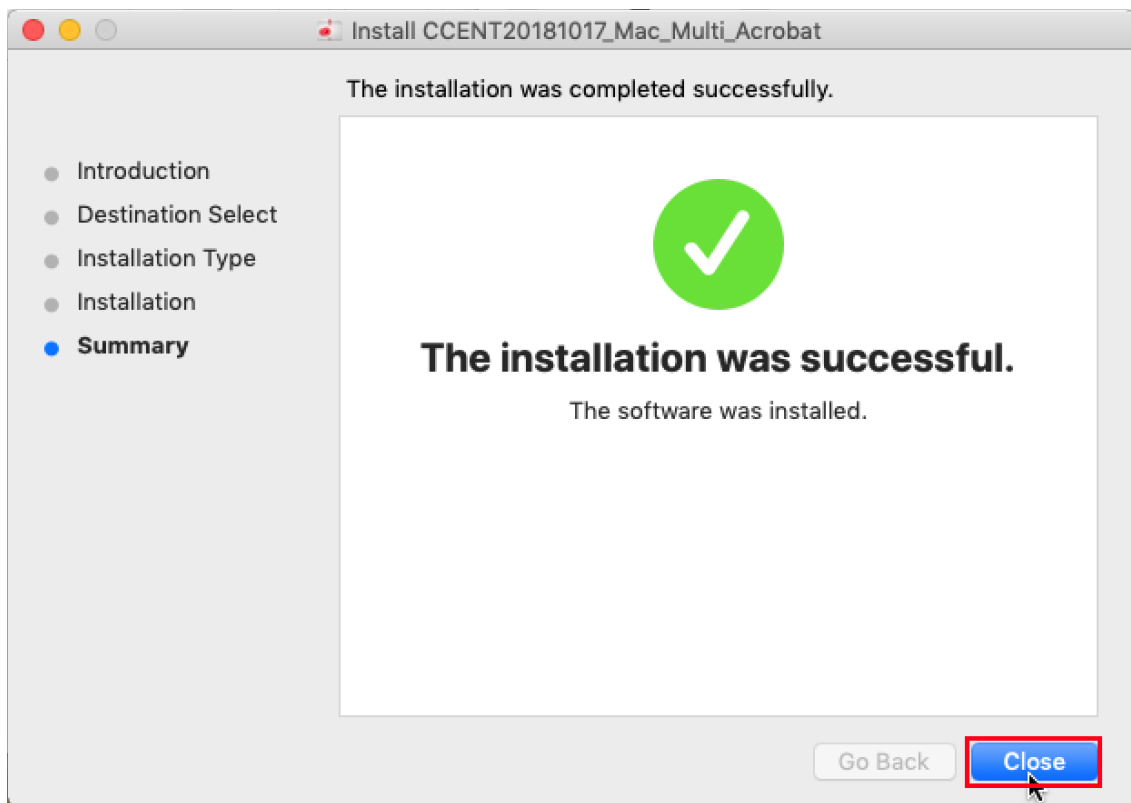 Install CCENT20181017_Mac_Multi_Acrobat
The installation was completed successfully.
Introduction
Destination Select
Installation Type
Installation
Summary
The installation was successful.
The software was installed.
Go Back
Close